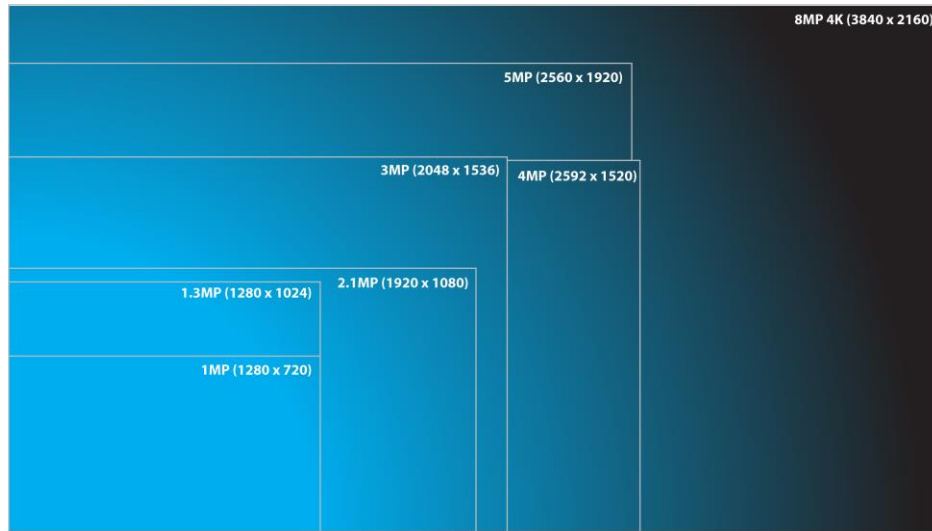 8MP 4K (3840 x 2160)
5MP (2560 x 1920)
3MP (2048 x 1536)
4MP (2592 x 1520)
2.1MP (1920 x 1080)
1.3MP (1280 x 1024)
1MP (1280 x 720)